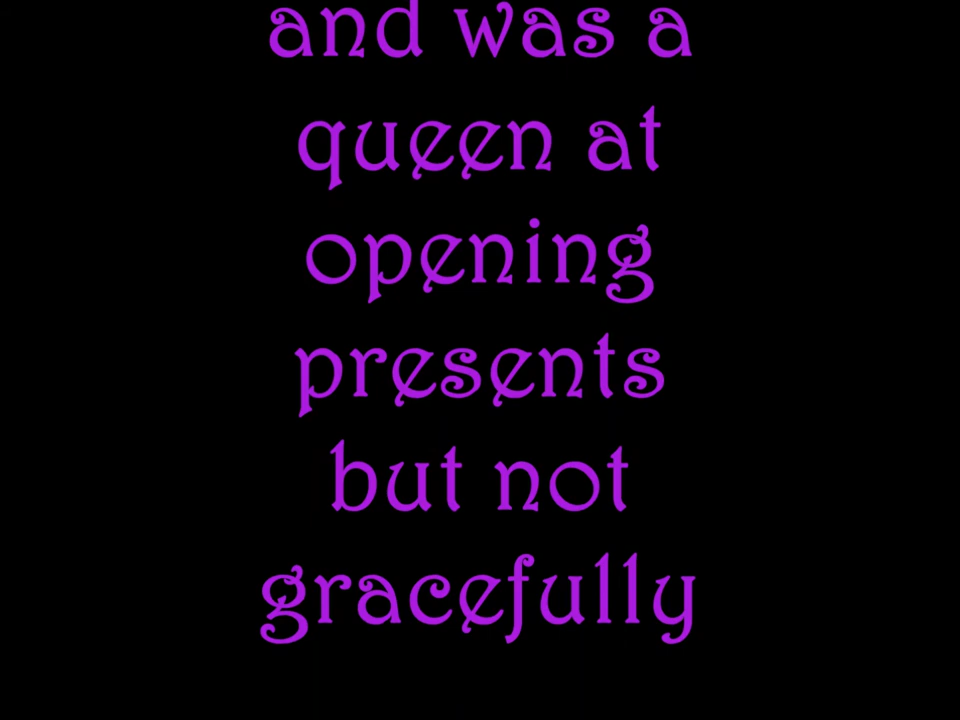 and was a
queen at
opening
presents
but not
gracefully